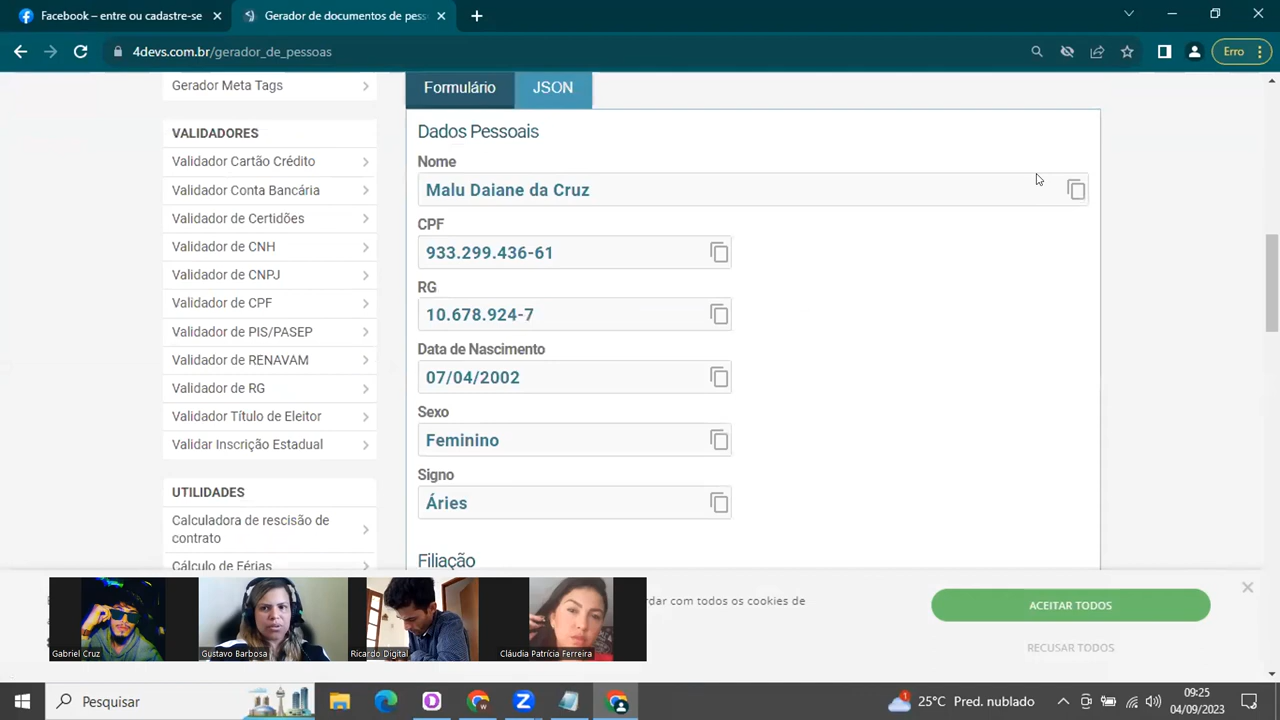 Facebook – entre ou cadastre-se
Gerador de documentos de pess
4devs.com.br/gerador_de_pessoas
Erro
Gerador Meta Tags
VALIDADORES
Validador Cartão Crédito
Validador Conta Bancária
Validador de Certidões
Validador de CNH
Validador de CNPJ
Validador de CPF
Validador de PIS/PASEP
Validador de RENAVAM
Validador de RG
Validador Título de Eleitor
Validar Inscrição Estadual
UTILIDADES
Calculadora de rescisão de
contrato
Cálculo de Férias
Formulário
JSON
Dados Pessoais
Nome
Malu Daiane da Cruz
CPF
933.299.436-61
RG
10.678.924-7
Data de Nascimento
07/04/2002
Sexo
Feminino
Signo
Áries
Filiação
rdar com todos os cookies de
ACEITAR TODOS
RECUSAR TODOS
Gabriel Cruz
Gustavo Barbosa
Ricardo Digital
Cláudia Patrícia Ferreira
Pesquisar
1
25°C Pred. nublado
09:25
04/09/2023